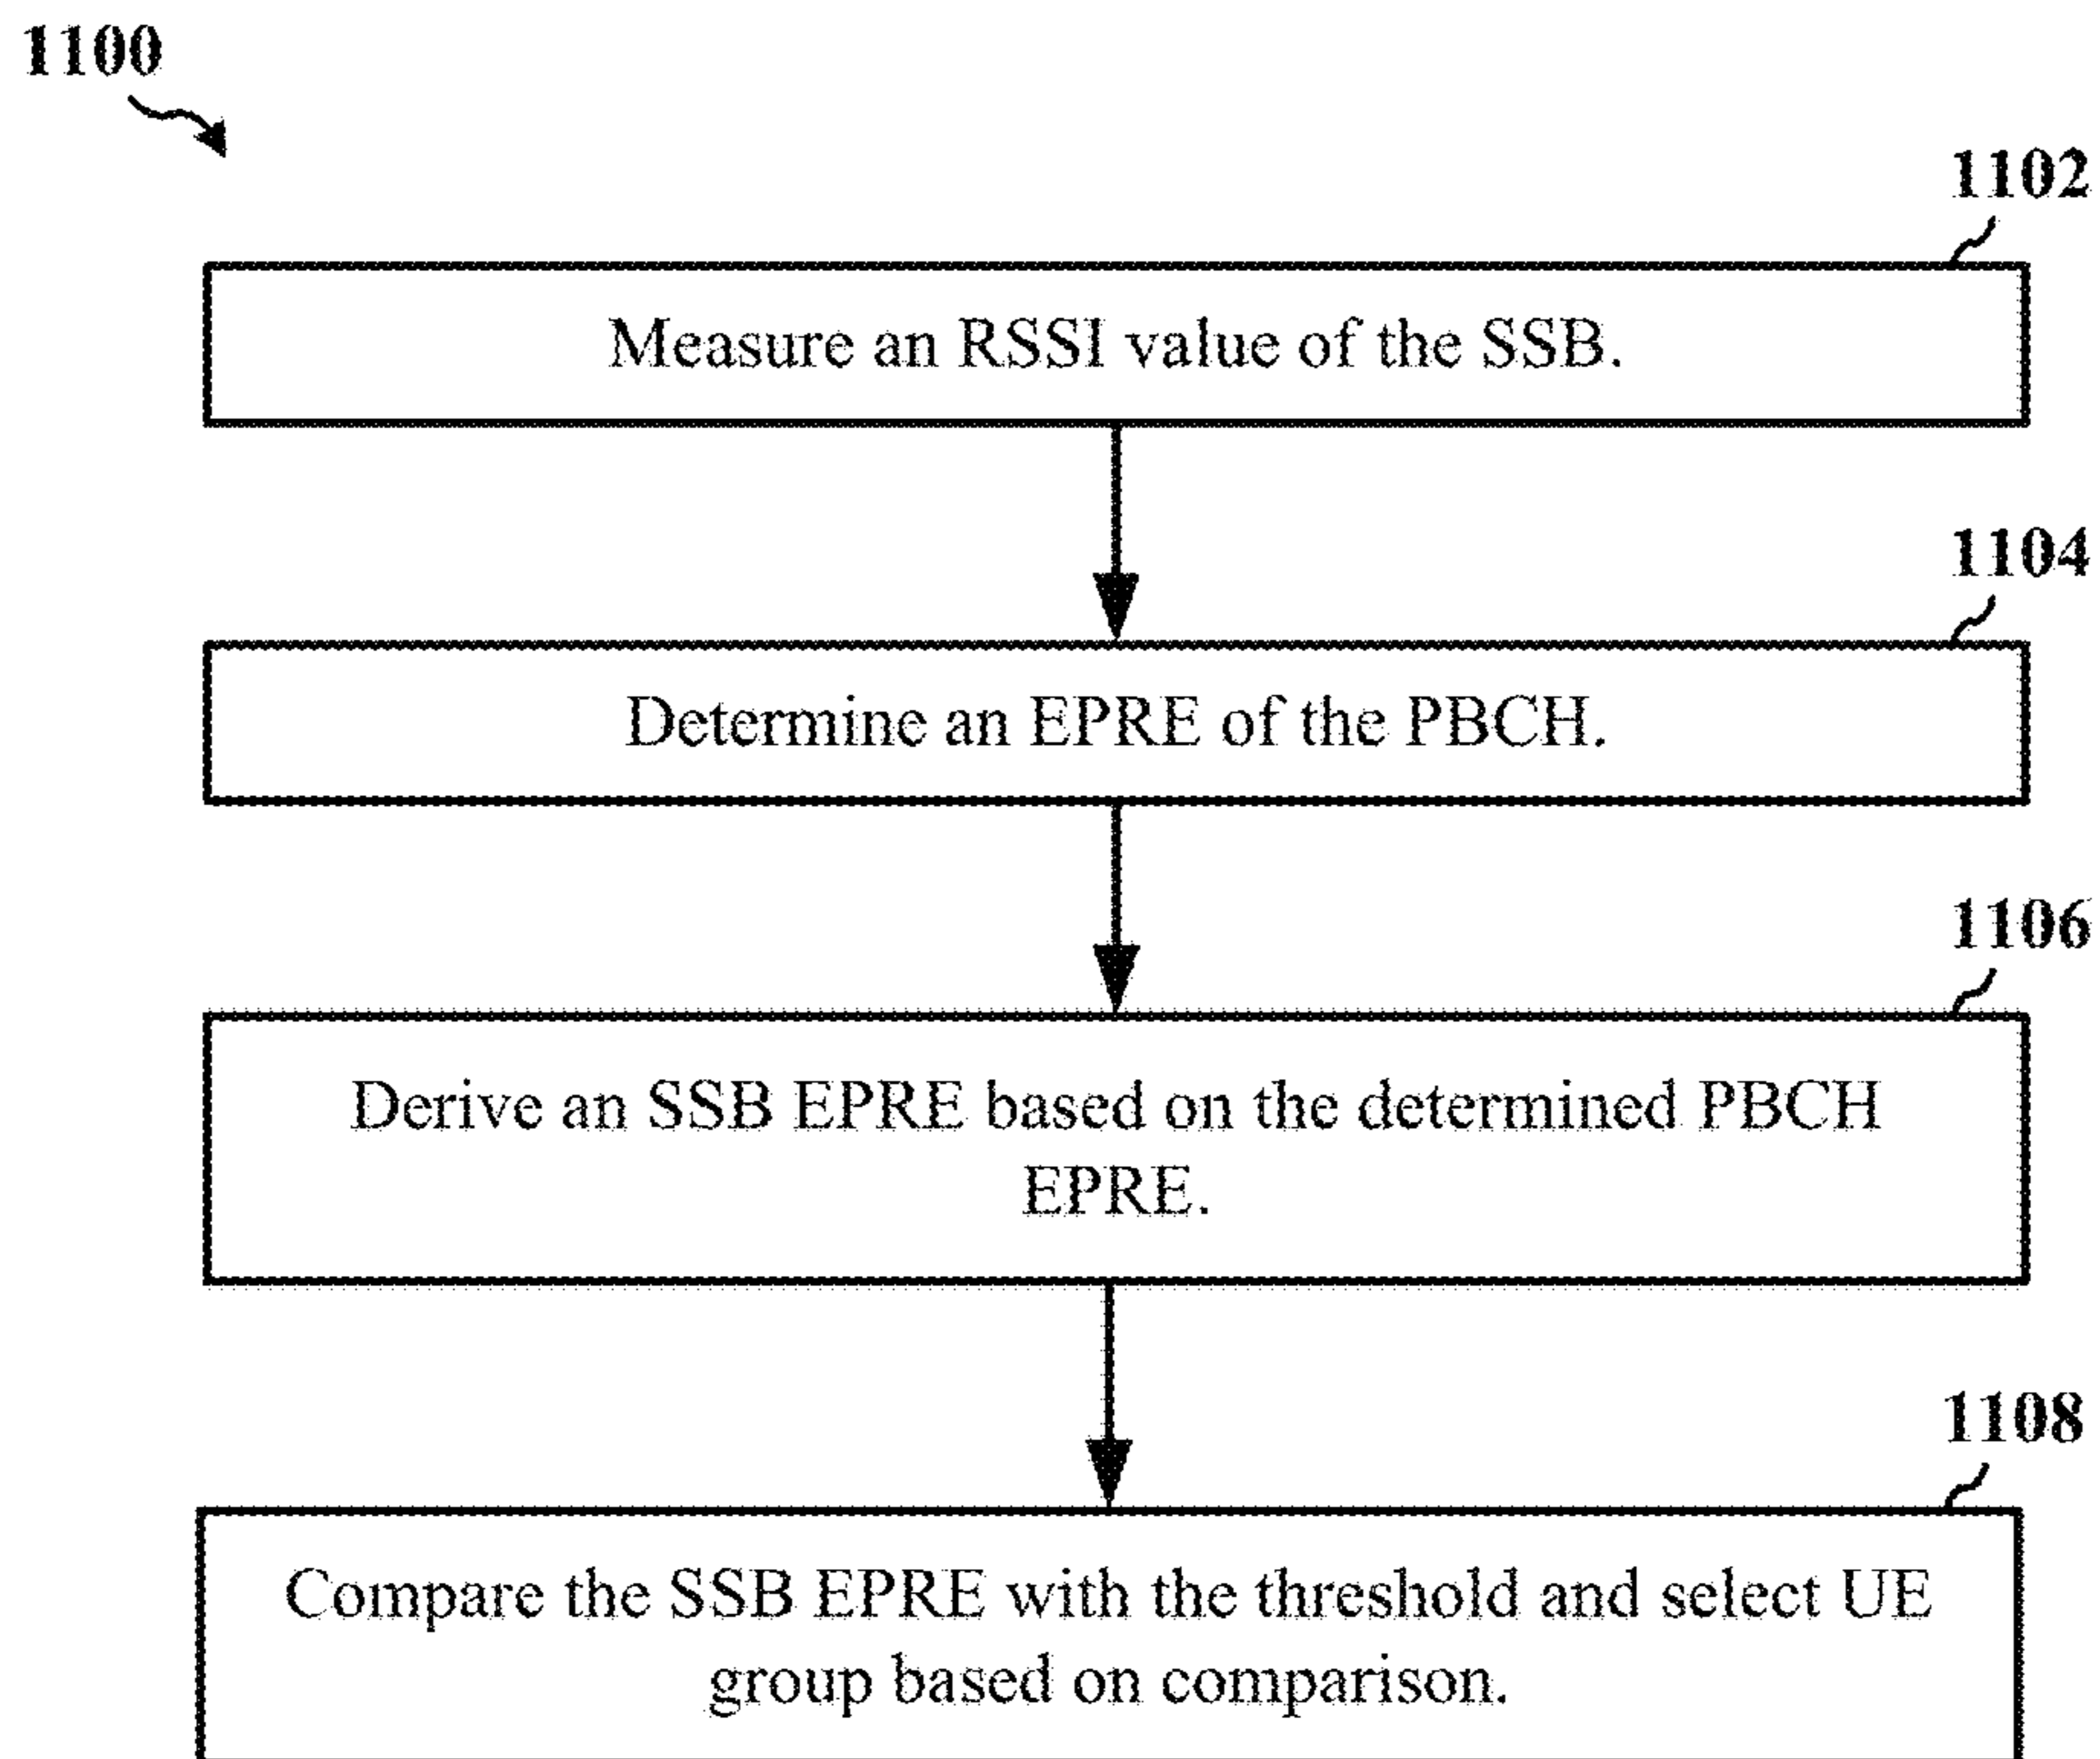 1100
1102
Measure an RSSI value of the SSB.
1104
Determine an EPRE of the PBCH.
1106
Derive an SSB EPRE based on the determined PBCH
EPRE.
1108
Compare the SSB EPRE with the threshold and select UE
group based on comparison.